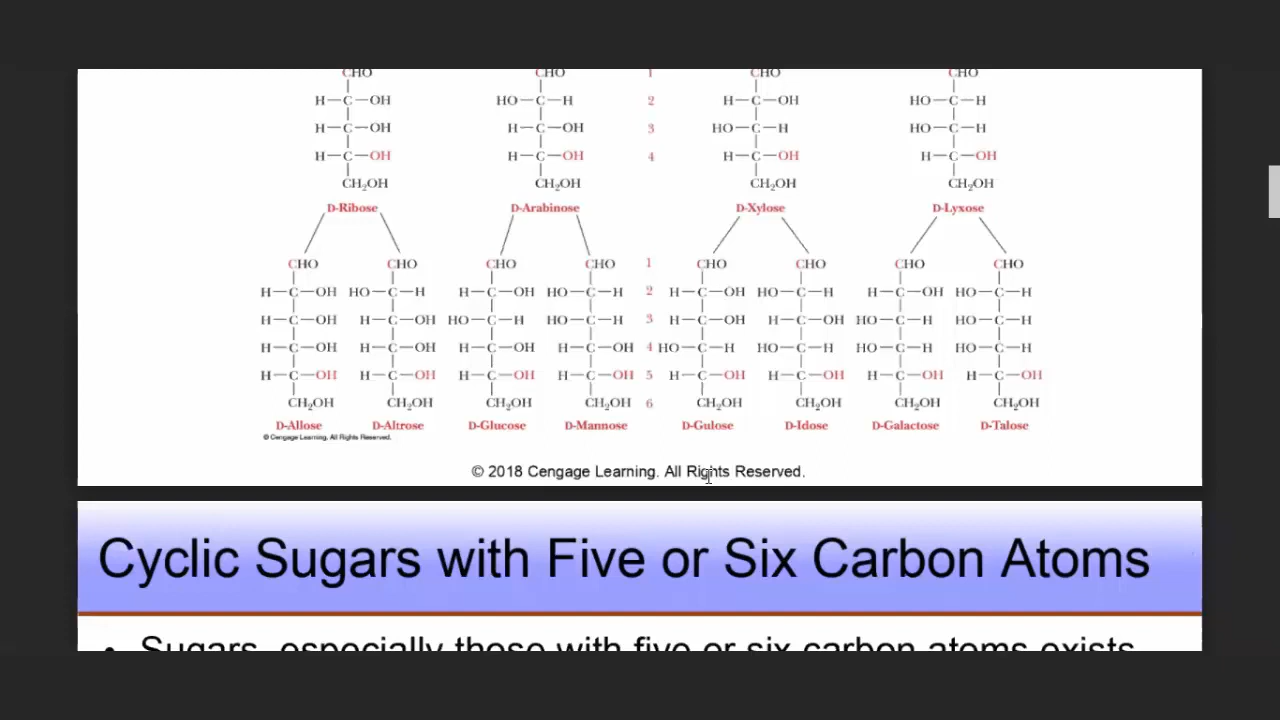 CHO CHO 1 CHO CHO
H—C—OH HO—C—H 2 H—C—OH HO—C—H
H—C—OH H—C—OH 3 HO—C—H HO—C—H
H—C—OH H—C—OH 4 H—C—OH H—C—OH
CH₂OH CH₂OH CH₂OH CH₂OH
D-Ribose D-Arabinose D-Xylose D-Lyxose
CHO CHO CHO CHO 1 CHO CHO CHO CHO
H—C—OH HO—C—H H—C—OH HO—C—H 2 H—C—OH HO—C—H H—C—OH HO—C—H
H—C—OH H—C—OH HO—C—H HO—C—H 3 H—C—OH H—C—OH HO—C—H HO—C—H
H—C—OH H—C—OH H—C—OH H—C—OH 4 HO—C—H HO—C—H HO—C—H HO—C—H
H—C—OH H—C—OH H—C—OH H—C—OH 5 H—C—OH H—C—OH H—C—OH H—C—OH
CH₂OH CH₂OH CH₂OH CH₂OH 6 CH₂OH CH₂OH CH₂OH CH₂OH
D-Allose D-Altrose D-Glucose D-Mannose D-Gulose D-Idose D-Galactose D-Talose
© Cengage Learning. All Rights Reserved.
© 2018 Cengage Learning. All Rights Reserved.
Cyclic Sugars with Five or Six Carbon Atoms
• Sugars, especially those with five or six carbon atoms exists